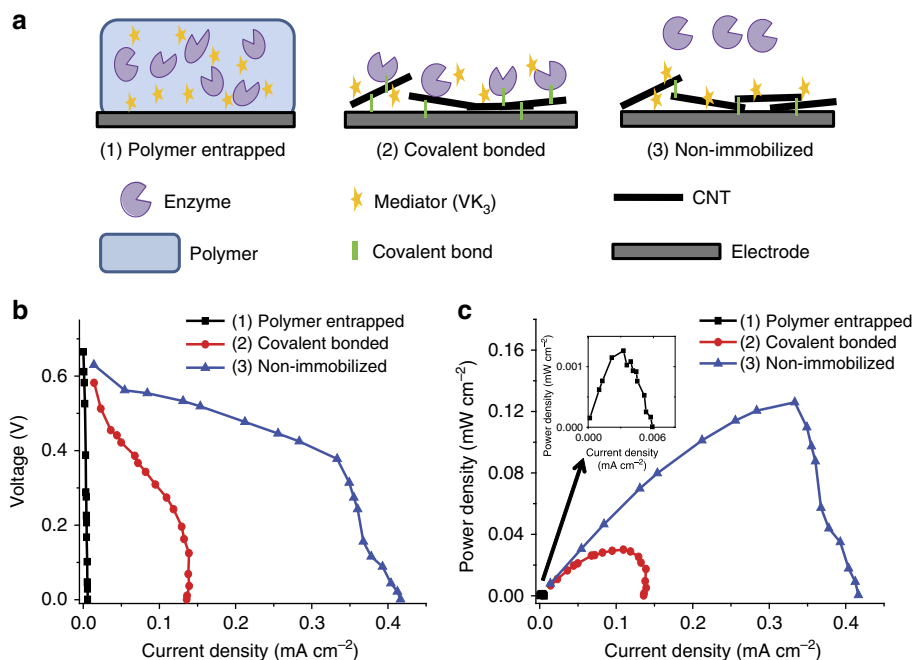 a
(1) Polymer entrapped
(2) Covalent bonded
(3) Non-immobilized
Enzyme
Mediator (VK₃)
CNT
Polymer
Covalent bond
Electrode
b
(1) Polymer entrapped
(2) Covalent bonded
(3) Non-immobilized
Voltage (V)
0.6
0.4
0.2
0.0
0.0 0.1 0.2 0.3 0.4
Current density (mA cm⁻²)
c
(1) Polymer entrapped
(2) Covalent bonded
(3) Non-immobilized
Power density (mW cm⁻²)
0.16
0.12
0.08
0.04
0.00
0.0 0.1 0.2 0.3 0.4
Current density (mA cm⁻²)
Power density (mW cm⁻²)
0.001
0.000
0.000 0.006
Current density
(mA cm⁻²)